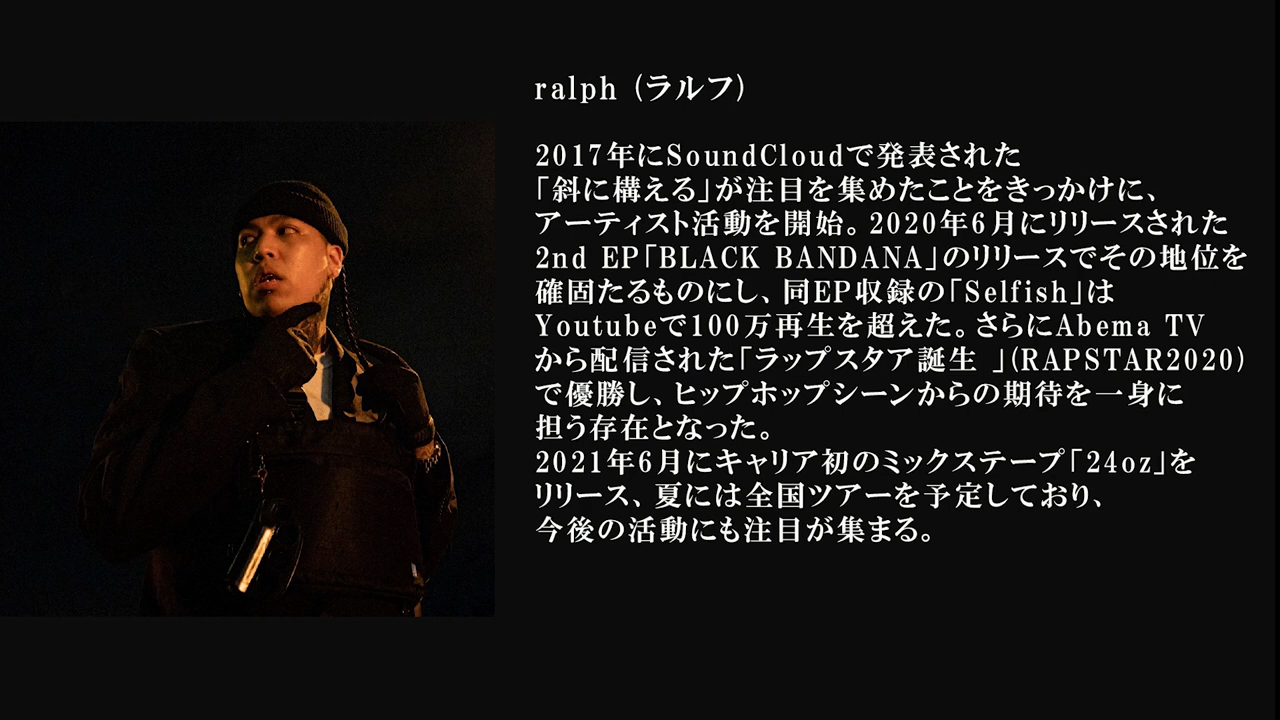 ralph (ラルフ)
2017年にSoundCloudで発表された
「斜に構える」が注目を集めたことをきっかけに、
アーティスト活動を開始。2020年6月にリリースされた
2nd EP「BLACK BANDANA」のリリースでその地位を
確固たるものにし、同EP収録の「Selfish」は
Youtubeで100万再生を超えた。さらにAbema TV
から配信された「ラップスタア誕生 」(RAPSTAR2020)
で優勝し、ヒップホップシーンからの期待を一身に
担う存在となった。
2021年6月にキャリア初のミックステープ「24oz」を
リリース、夏には全国ツアーを予定しており、
今後の活動にも注目が集まる。